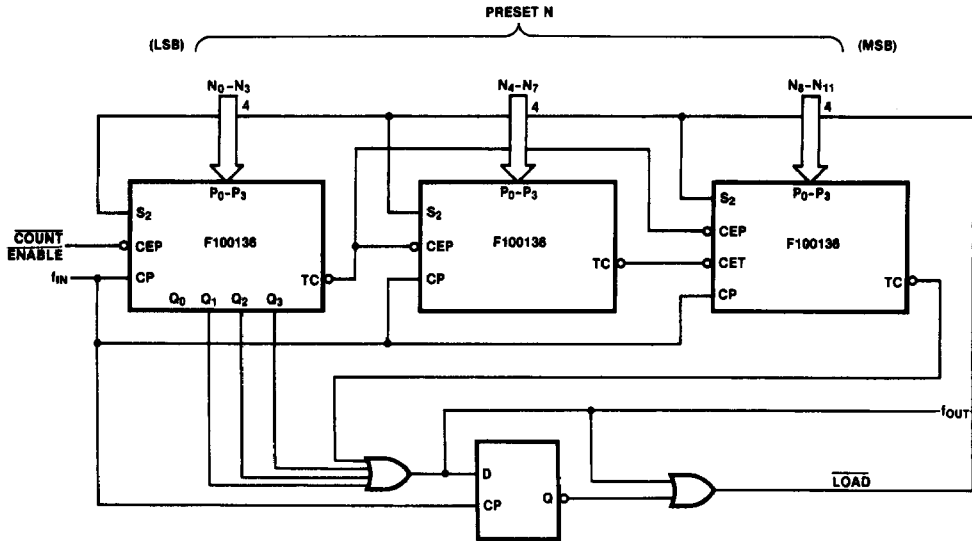 PRESET N
(LSB)
(MSB)
N0–N3
4
N4–N7
4
N8–N11
4
P0–P3
S2
F100136
CEP
CP
TC
Q0 Q1 Q2 Q3
COUNT
ENABLE
fIN
P0–P3
S2
F100136
CEP
CP
TC
P0–P3
S2
CEP
F100136
CET
CP
TC
fOUT
D
Q
CP
LOAD